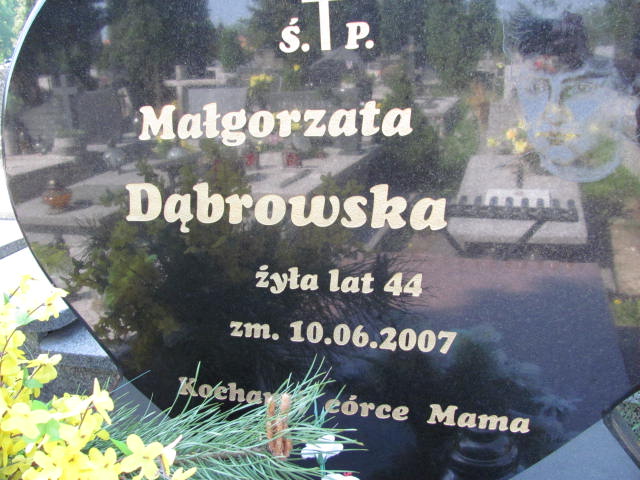 Ś. P.
Małgorzata
Dąbrowska
żyła lat 44
zm. 10.06.2007
córce Mama